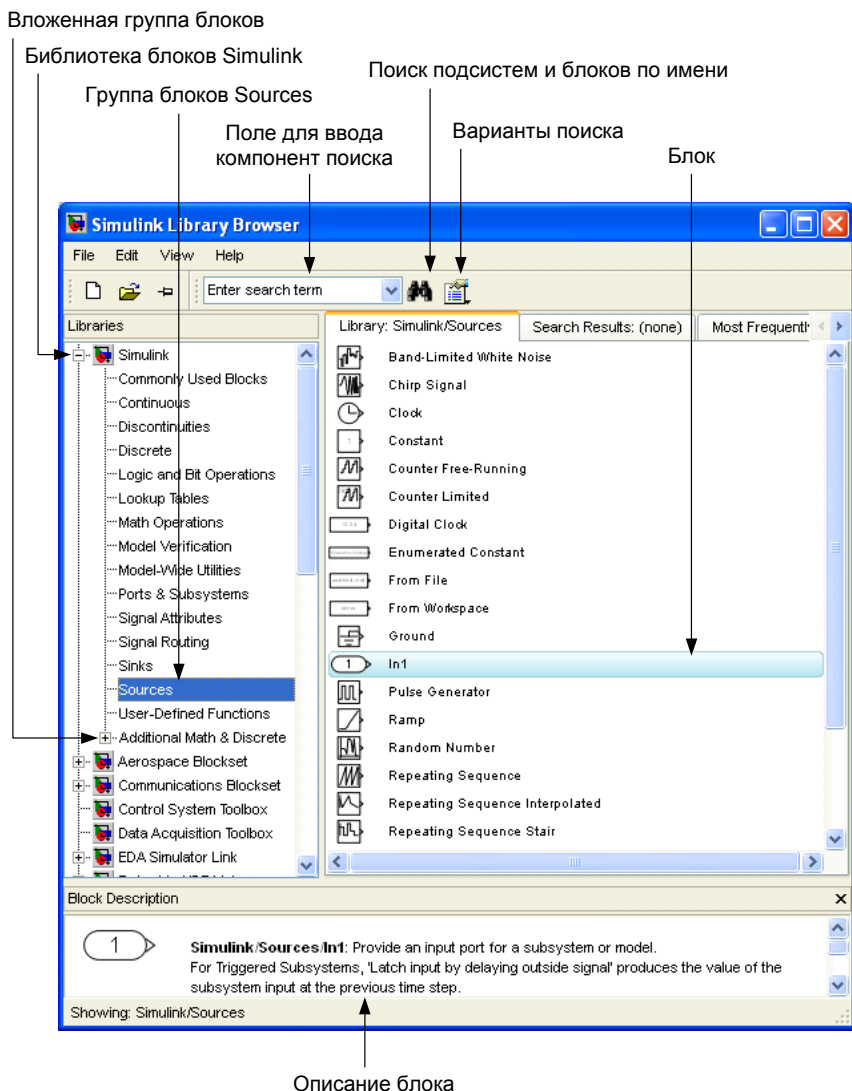 Вложенная группа блоков
Библиотека блоков Simulink
Поиск подсистем и блоков по имени
Группа блоков Sources
Поле для ввода
компонент поиска
Варианты поиска
Блок
Simulink Library Browser
File Edit View Help
Enter search term
Libraries
Library: Simulink/Sources
Search Results: (none)
Most Frequentl
Simulink
Commonly Used Blocks
Continuous
Discontinuities
Discrete
Logic and Bit Operations
Lookup Tables
Math Operations
Model Verification
Model-Wide Utilities
Ports & Subsystems
Signal Attributes
Signal Routing
Sinks
Sources
User-Defined Functions
Additional Math & Discrete
Aerospace Blockset
Communications Blockset
Control System Toolbox
Data Acquisition Toolbox
EDA Simulator Link
Band-Limited White Noise
Chirp Signal
Clock
1
Constant
Counter Free-Running
Counter Limited
Digital Clock
Enumerated Constant
From File
From Workspace
Ground
1
In1
Pulse Generator
Ramp
Random Number
Repeating Sequence
Repeating Sequence Interpolated
Repeating Sequence Stair
Block Description
1
Simulink/Sources/In1: Provide an input port for a subsystem or model.
For Triggered Subsystems, 'Latch input by delaying outside signal' produces the value of the
subsystem input at the previous time step.
Showing: Simulink/Sources
Описание блока